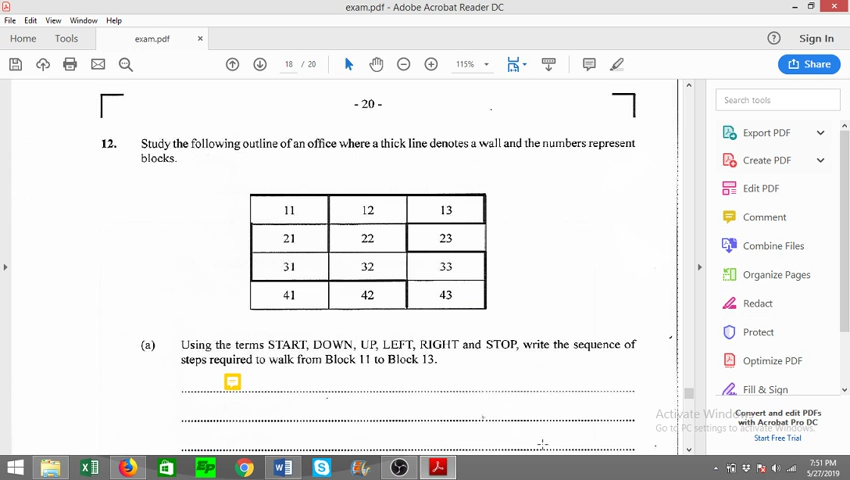 exam.pdf - Adobe Acrobat Reader DC
File Edit View Window Help
Home Tools exam.pdf × Sign In
18 / 20 115% Share
- 20 -
Search tools
Export PDF
Create PDF
Edit PDF
Comment
Combine Files
Organize Pages
Redact
Protect
Optimize PDF
Fill & Sign
12. Study the following outline of an office where a thick line denotes a wall and the numbers represent
blocks.
11 12 13
21 22 23
31 32 33
41 42 43
(a) Using the terms START, DOWN, UP, LEFT, RIGHT and STOP, write the sequence of
steps required to walk from Block 11 to Block 13.
Activate Windows
Go to PC settings to activate Windows.
Convert and edit PDFs
with Acrobat Pro DC
Start Free Trial
7:51 PM
5/27/2019